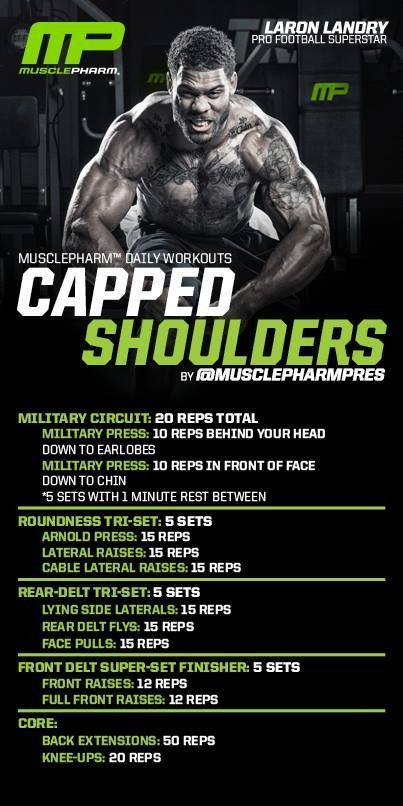 MP
MUSCLEPHARM®
LARON LANDRY
PRO FOOTBALL SUPERSTAR
MP
MUSCLEPHARM™ DAILY WORKOUTS
CAPPED
SHOULDERS
BY @MUSCLEPHARMPRES
MILITARY CIRCUIT: 20 REPS TOTAL
MILITARY PRESS: 10 REPS BEHIND YOUR HEAD
DOWN TO EARLOBES
MILITARY PRESS: 10 REPS IN FRONT OF FACE
DOWN TO CHIN
*5 SETS WITH 1 MINUTE REST BETWEEN
ROUNDNESS TRI-SET: 5 SETS
ARNOLD PRESS: 15 REPS
LATERAL RAISES: 15 REPS
CABLE LATERAL RAISES: 15 REPS
REAR-DELT TRI-SET: 5 SETS
LYING SIDE LATERALS: 15 REPS
REAR DELT FLYS: 15 REPS
FACE PULLS: 15 REPS
FRONT DELT SUPER-SET FINISHER: 5 SETS
FRONT RAISES: 12 REPS
FULL FRONT RAISES: 12 REPS
CORE:
BACK EXTENSIONS: 50 REPS
KNEE-UPS: 20 REPS